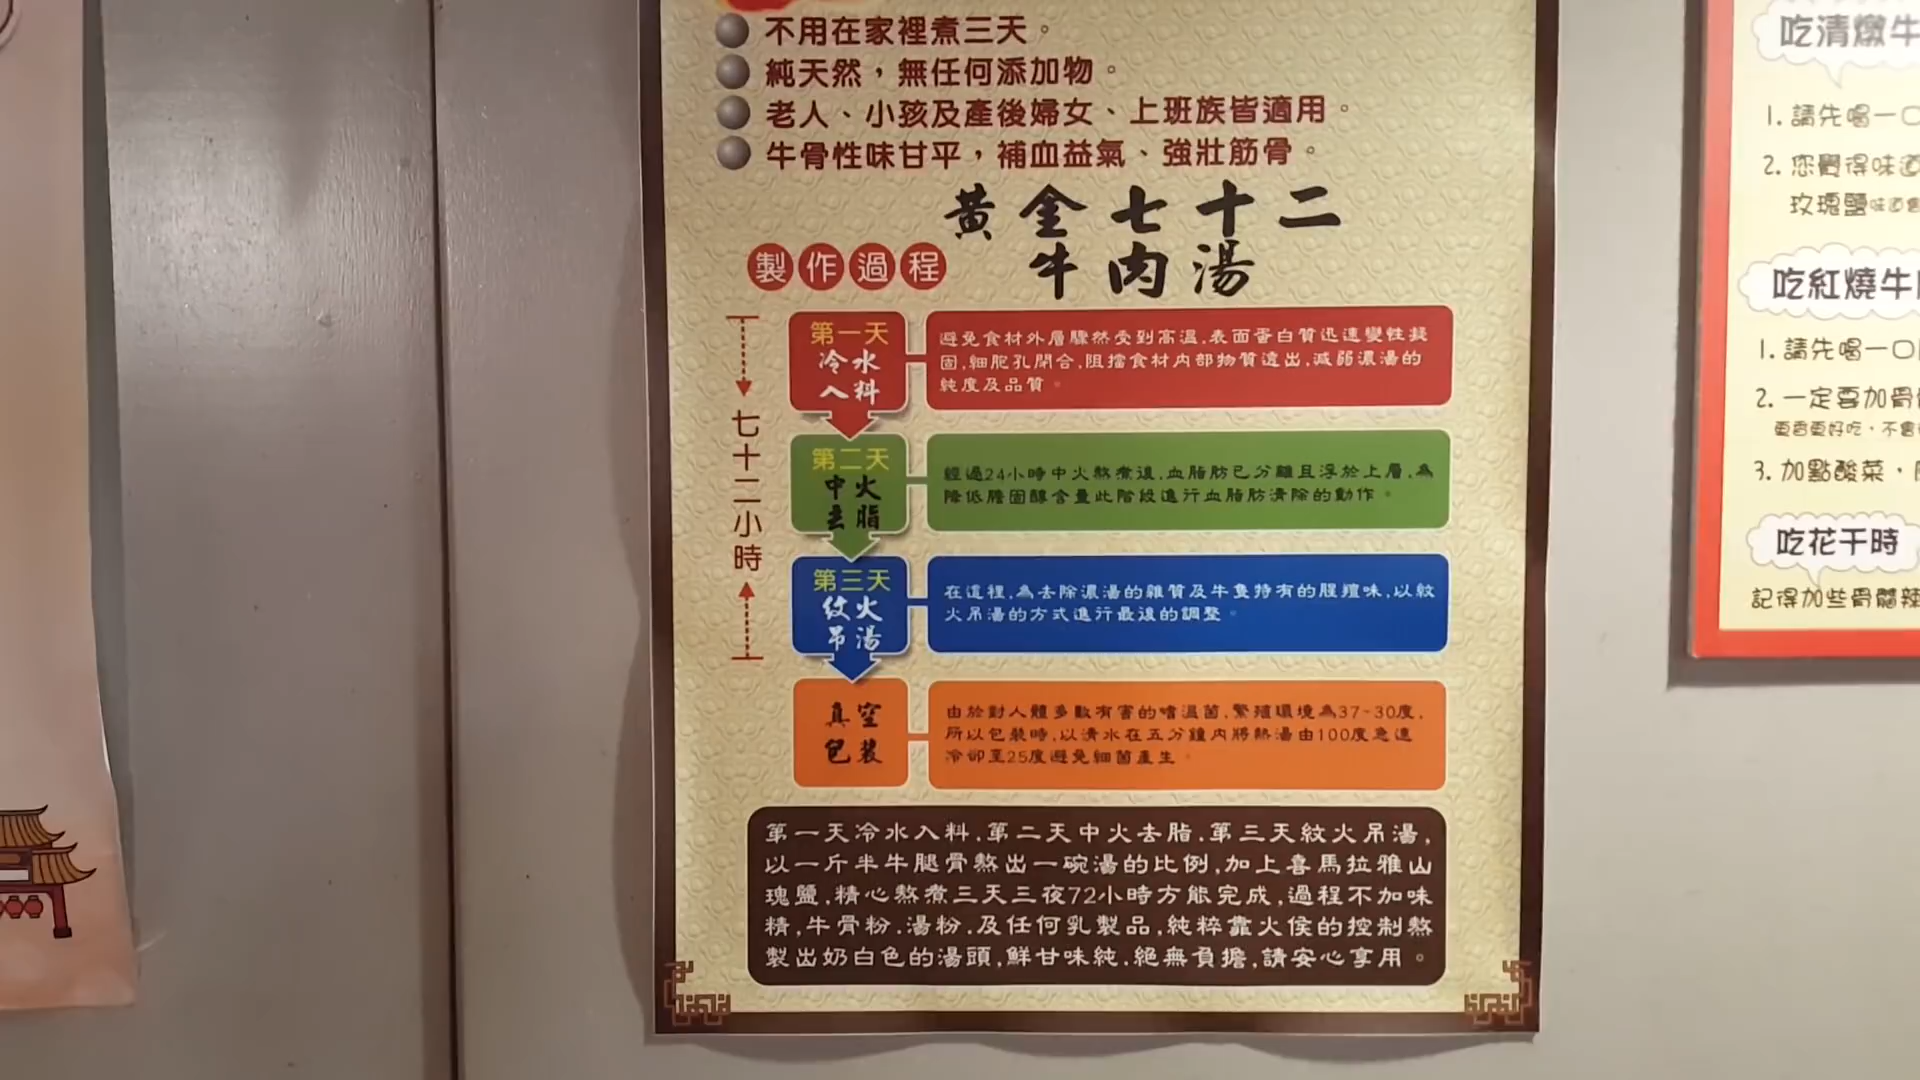 不用在家裡煮三天。
純天然，無任何添加物。
老人、小孩及產後婦女、上班族皆適用。
牛骨性味甘平，補血益氣、強壯筋骨。
黃金七十二
牛肉湯
製作過程
七十二小時
第一天
冷水
入料
避免食材外層驟然受到高溫.表面蛋白質迅速變性凝
固,細胞孔閉合,阻擋食材內部物質遠出,減弱濃湯的
純度及品質。
第二天
中火
去脂
經過24小時中火熬煮後,血脂肪已分離且浮於上層,為
降低膽固醇含量此階段進行血脂肪清除的動作。
第三天
紋火
吊湯
在這裡,為去除濃湯的雜質及牛隻持有的腥羶味,以紋
火吊湯的方式進行最後的調整。
真空
包裝
由於對人體多數有害的嗜溫菌,繁殖環境為37-30度,
所以包裝時,以清水在五分鐘內將熱湯由100度急速
冷卻至25度避免細菌產生。
第一天冷水入料.第二天中火去脂.第三天紋火吊湯,
以一斤半牛腿骨熬出一碗湯的比例,加上喜馬拉雅山
瑰鹽,精心熬煮三天三夜72小時方能完成,過程不加味
精,牛骨粉.湯粉.及任何乳製品,純粹靠火侯的控制熬
製出奶白色的湯頭,鮮甘味純.絕無負擔,請安心享用。
吃清燉牛
1. 請先喝一口
2. 您覺得味道
玫瑰鹽味道
吃紅燒牛
1. 請先喝一口
2. 一定要加骨
更香更好吃，不會
3. 加點酸菜，
吃花干時
記得加些骨髓辣